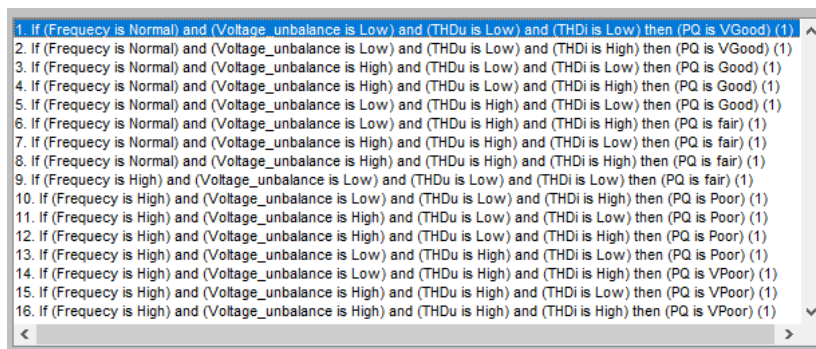 1. If (Frequecy is Normal) and (Voltage_unbalance is Low) and (THDu is Low) and (THDi is Low) then (PQ is VGood) (1)
2. If (Frequecy is Normal) and (Voltage_unbalance is Low) and (THDu is Low) and (THDi is High) then (PQ is VGood) (1)
3. If (Frequecy is Normal) and (Voltage_unbalance is High) and (THDu is Low) and (THDi is Low) then (PQ is Good) (1)
4. If (Frequecy is Normal) and (Voltage_unbalance is High) and (THDu is Low) and (THDi is High) then (PQ is Good) (1)
5. If (Frequecy is Normal) and (Voltage_unbalance is Low) and (THDu is High) and (THDi is Low) then (PQ is Good) (1)
6. If (Frequecy is Normal) and (Voltage_unbalance is Low) and (THDu is High) and (THDi is High) then (PQ is fair) (1)
7. If (Frequecy is Normal) and (Voltage_unbalance is High) and (THDu is High) and (THDi is Low) then (PQ is fair) (1)
8. If (Frequecy is Normal) and (Voltage_unbalance is High) and (THDu is High) and (THDi is High) then (PQ is fair) (1)
9. If (Frequecy is High) and (Voltage_unbalance is Low) and (THDu is Low) and (THDi is Low) then (PQ is fair) (1)
10. If (Frequecy is High) and (Voltage_unbalance is Low) and (THDu is Low) and (THDi is High) then (PQ is Poor) (1)
11. If (Frequecy is High) and (Voltage_unbalance is High) and (THDu is Low) and (THDi is Low) then (PQ is Poor) (1)
12. If (Frequecy is High) and (Voltage_unbalance is High) and (THDu is Low) and (THDi is High) then (PQ is Poor) (1)
13. If (Frequecy is High) and (Voltage_unbalance is Low) and (THDu is High) and (THDi is Low) then (PQ is Poor) (1)
14. If (Frequecy is High) and (Voltage_unbalance is Low) and (THDu is High) and (THDi is High) then (PQ is VPoor) (1)
15. If (Frequecy is High) and (Voltage_unbalance is High) and (THDu is High) and (THDi is Low) then (PQ is VPoor) (1)
16. If (Frequecy is High) and (Voltage_unbalance is High) and (THDu is High) and (THDi is High) then (PQ is VPoor) (1)